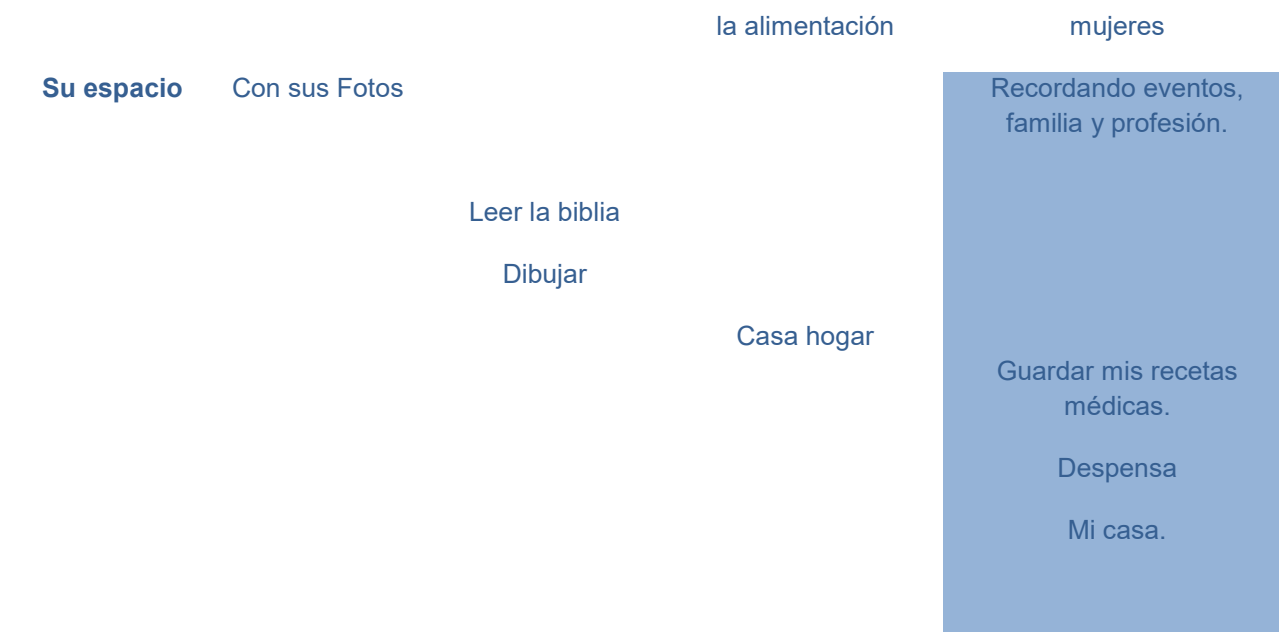 la alimentación mujeres
Su espacio Con sus Fotos Recordando eventos,
familia y profesión.
Leer la biblia
Dibujar
Casa hogar
Guardar mis recetas
médicas.
Despensa
Mi casa.